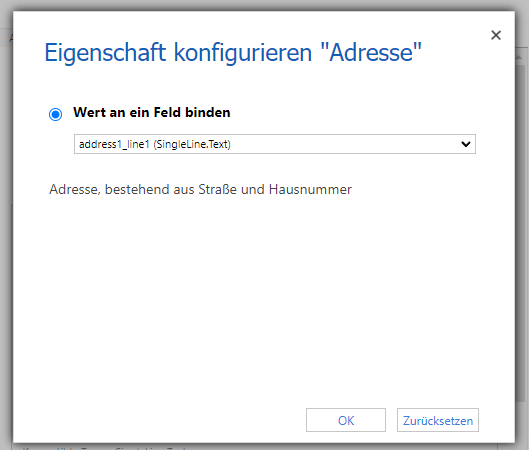 Eigenschaft konfigurieren "Adresse"
Wert an ein Feld binden
address1_line1 (SingleLine.Text)
Adresse, bestehend aus Straße und Hausnummer
OK
Zurücksetzen